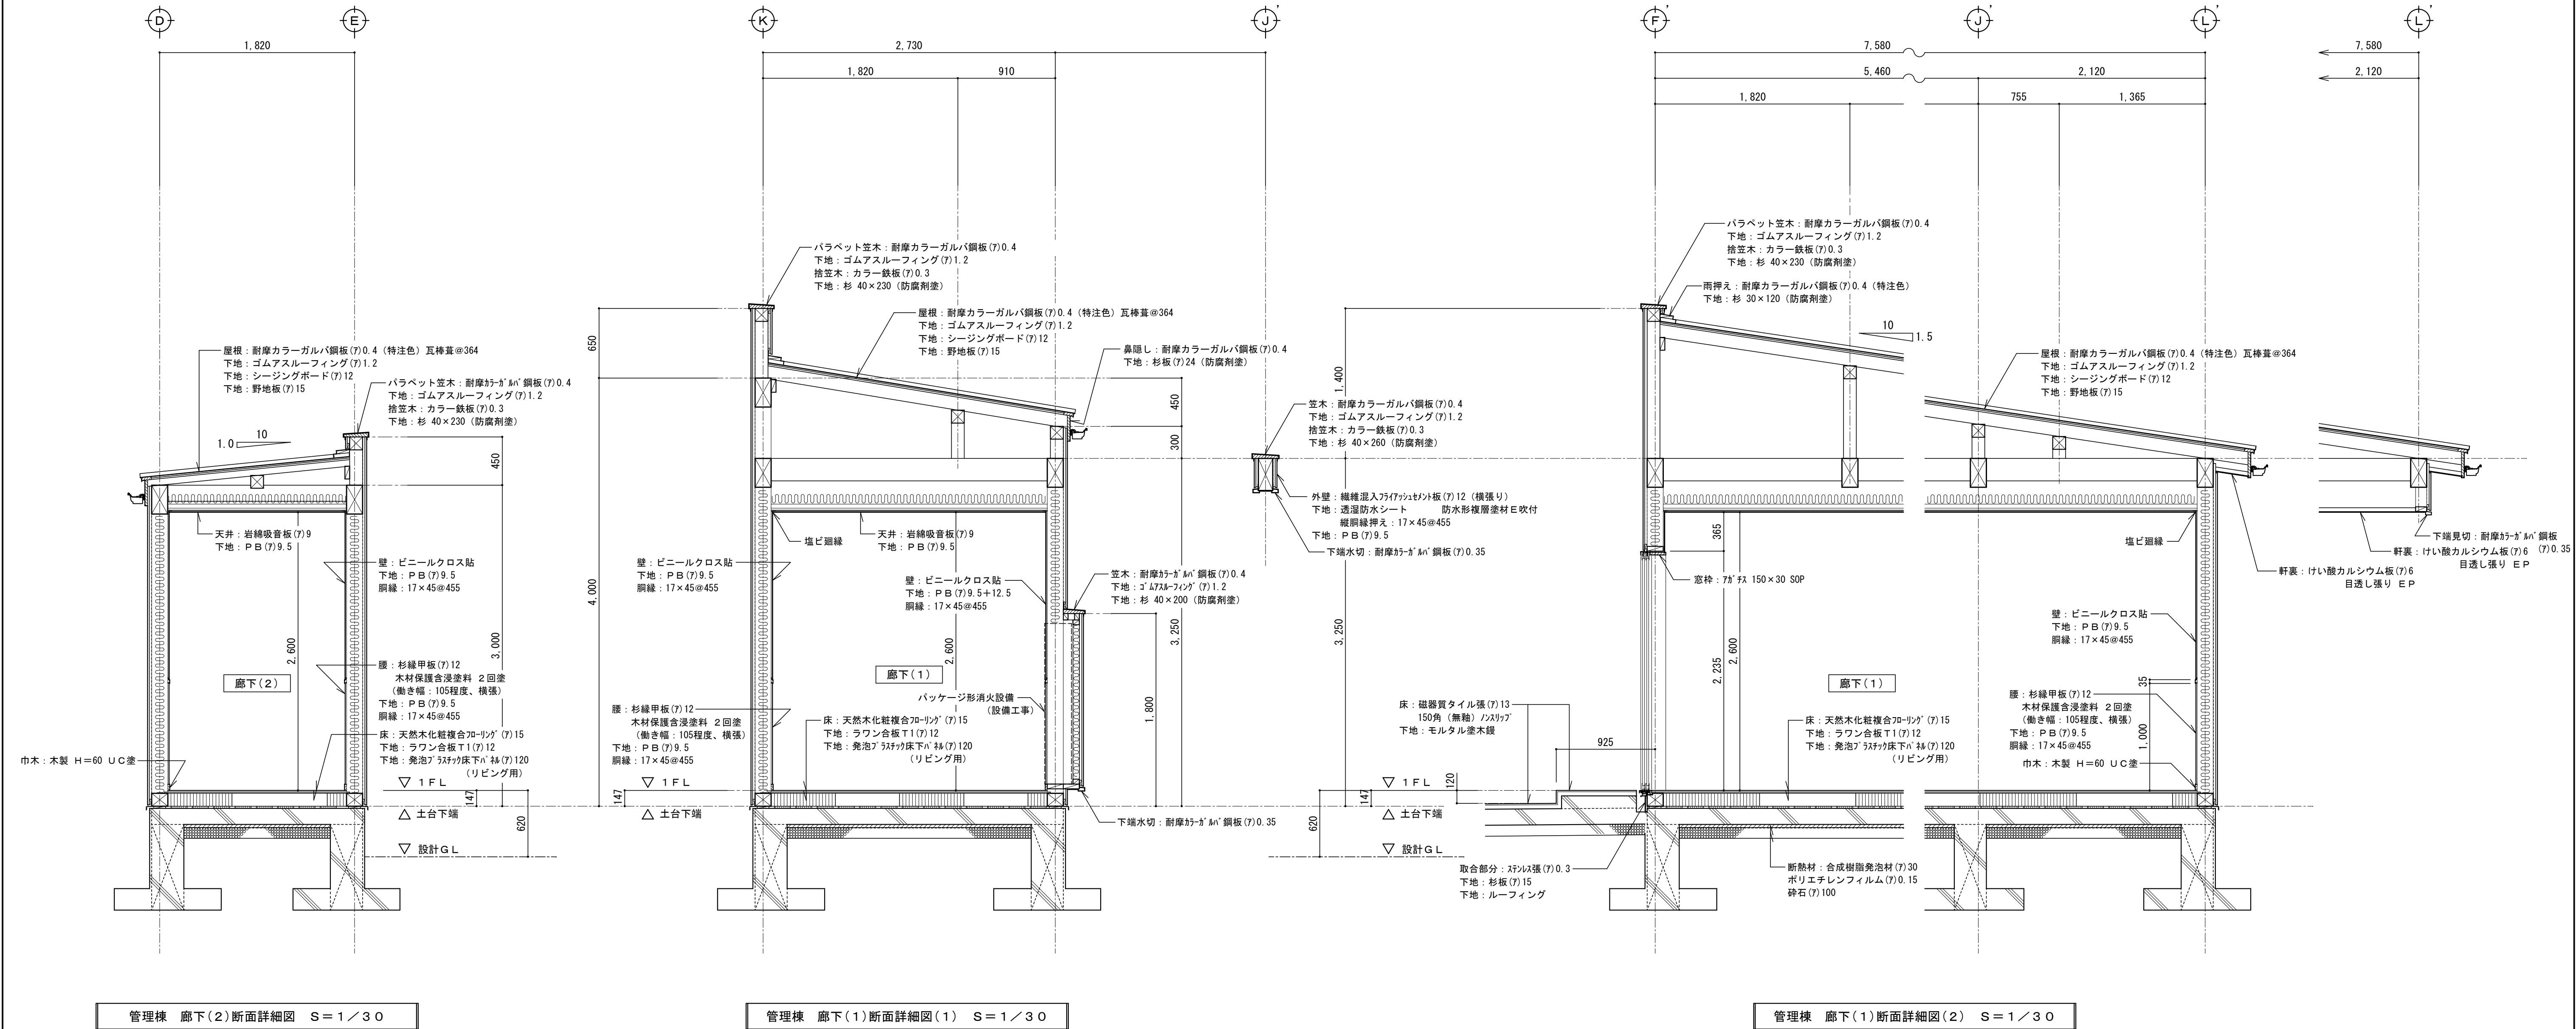 D
E
1,820
屋根：耐摩カラーガルバ鋼板(ｱ)0.4（特注色）瓦棒葺@364
下地：ゴムアスルーフィング(ｱ)1.2
下地：シージングボード(ｱ)12
下地：野地板(ｱ)15
パラペット笠木：耐摩ｶﾗｰｶﾞﾙﾊﾞ鋼板(ｱ)0.4
下地：ゴムアスルーフィング(ｱ)1.2
捨笠木：カラー鉄板(ｱ)0.3
下地：杉 40×230（防腐剤塗）
10
1.0
450
天井：岩綿吸音板(ｱ)9
下地：ＰＢ(ｱ)9.5
壁：ビニールクロス貼
下地：ＰＢ(ｱ)9.5
胴縁：17×45@455
2,600
3,000
廊下(2)
腰：杉縁甲板(ｱ)12
木材保護含浸塗料 2回塗
（働き幅：105程度、横張）
下地：ＰＢ(ｱ)9.5
胴縁：17×45@455
床：天然木化粧複合ﾌﾛｰﾘﾝｸﾞ(ｱ)15
下地：ラワン合板Ｔ1(ｱ)12
下地：発泡ﾌﾟﾗｽﾁｯｸ床下ﾊﾟﾈﾙ(ｱ)120
（リビング用）
巾木：木製 Ｈ＝60 ＵＣ塗
▽ 1ＦＬ
147
△ 土台下端
620
▽ 設計ＧＬ
管理棟　廊下(2)断面詳細図　Ｓ＝１／３０
K
J'
2,730
1,820
910
パラペット笠木：耐摩カラーガルバ鋼板(ｱ)0.4
下地：ゴムアスルーフィング(ｱ)1.2
捨笠木：カラー鉄板(ｱ)0.3
下地：杉 40×230（防腐剤塗）
屋根：耐摩カラーガルバ鋼板(ｱ)0.4（特注色）瓦棒葺@364
下地：ゴムアスルーフィング(ｱ)1.2
下地：シージングボード(ｱ)12
下地：野地板(ｱ)15
鼻隠し：耐摩カラーガルバ鋼板(ｱ)0.4
下地：杉板(ｱ)24（防腐剤塗）
650
450
300
笠木：耐摩カラーガルバ鋼板(ｱ)0.4
下地：ゴムアスルーフィング(ｱ)1.2
捨笠木：カラー鉄板(ｱ)0.3
下地：杉 40×260（防腐剤塗）
外壁：繊維混入ﾌﾗｲｱｯｼｭｾﾒﾝﾄ板(ｱ)12（横張り）
下地：透湿防水シート　防水形複層塗材Ｅ吹付
縦胴縁押え：17×45@455
下地：ＰＢ(ｱ)9.5
下端水切：耐摩ｶﾗｰｶﾞﾙﾊﾞ鋼板(ｱ)0.35
塩ビ廻縁
天井：岩綿吸音板(ｱ)9
下地：ＰＢ(ｱ)9.5
壁：ビニールクロス貼
下地：ＰＢ(ｱ)9.5
胴縁：17×45@455
壁：ビニールクロス貼
下地：ＰＢ(ｱ)9.5＋12.5
胴縁：17×45@455
笠木：耐摩ｶﾗｰｶﾞﾙﾊﾞ鋼板(ｱ)0.4
下地：ｺﾞﾑｱｽﾙｰﾌｨﾝｸﾞ(ｱ)1.2
下地：杉 40×200（防腐剤塗）
4,000
2,600
3,250
廊下(1)
パッケージ形消火設備
（設備工事）
1,800
腰：杉縁甲板(ｱ)12
木材保護含浸塗料 2回塗
（働き幅：105程度、横張）
下地：ＰＢ(ｱ)9.5
胴縁：17×45@455
床：天然木化粧複合ﾌﾛｰﾘﾝｸﾞ(ｱ)15
下地：ラワン合板Ｔ1(ｱ)12
下地：発泡ﾌﾟﾗｽﾁｯｸ床下ﾊﾟﾈﾙ(ｱ)120
（リビング用）
▽ 1ＦＬ
147
△ 土台下端
下端水切：耐摩ｶﾗｰｶﾞﾙﾊﾞ鋼板(ｱ)0.35
管理棟　廊下(1)断面詳細図(1)　Ｓ＝１／３０
F'
J'
L'
L'
7,580
7,580
5,460
2,120
2,120
1,820
755
1,365
パラペット笠木：耐摩カラーガルバ鋼板(ｱ)0.4
下地：ゴムアスルーフィング(ｱ)1.2
捨笠木：カラー鉄板(ｱ)0.3
下地：杉 40×230（防腐剤塗）
雨押え：耐摩カラーガルバ鋼板(ｱ)0.4（特注色）
下地：杉 30×120（防腐剤塗）
10
1.5
屋根：耐摩カラーガルバ鋼板(ｱ)0.4（特注色）瓦棒葺@364
下地：ゴムアスルーフィング(ｱ)1.2
下地：シージングボード(ｱ)12
下地：野地板(ｱ)15
1,400
365
塩ビ廻縁
窓枠：ｱｶﾞﾁｽ 150×30 SOP
下端見切：耐摩ｶﾗｰｶﾞﾙﾊﾞ鋼板
(ｱ)0.35
軒裏：けい酸カルシウム板(ｱ)6
目透し張り ＥＰ
軒裏：けい酸カルシウム板(ｱ)6
目透し張り ＥＰ
壁：ビニールクロス貼
下地：ＰＢ(ｱ)9.5
胴縁：17×45@455
3,250
2,235
2,600
廊下(1)
35
1,000
腰：杉縁甲板(ｱ)12
木材保護含浸塗料 2回塗
（働き幅：105程度、横張）
下地：ＰＢ(ｱ)9.5
胴縁：17×45@455
巾木：木製 Ｈ＝60 ＵＣ塗
床：磁器質タイル張(ｱ)13
150角（無釉）ﾉﾝｽﾘｯﾌﾟ
下地：モルタル塗木鏝
床：天然木化粧複合ﾌﾛｰﾘﾝｸﾞ(ｱ)15
下地：ラワン合板Ｔ1(ｱ)12
下地：発泡ﾌﾟﾗｽﾁｯｸ床下ﾊﾟﾈﾙ(ｱ)120
（リビング用）
925
120
▽ 1ＦＬ
147
△ 土台下端
620
▽ 設計ＧＬ
取合部分：ｽﾃﾝﾚｽ張(ｱ)0.3
下地：杉板(ｱ)15
下地：ルーフィング
断熱材：合成樹脂発泡材(ｱ)30
ポリエチレンフィルム(ｱ)0.15
砕石(ｱ)100
管理棟　廊下(1)断面詳細図(2)　Ｓ＝１／３０